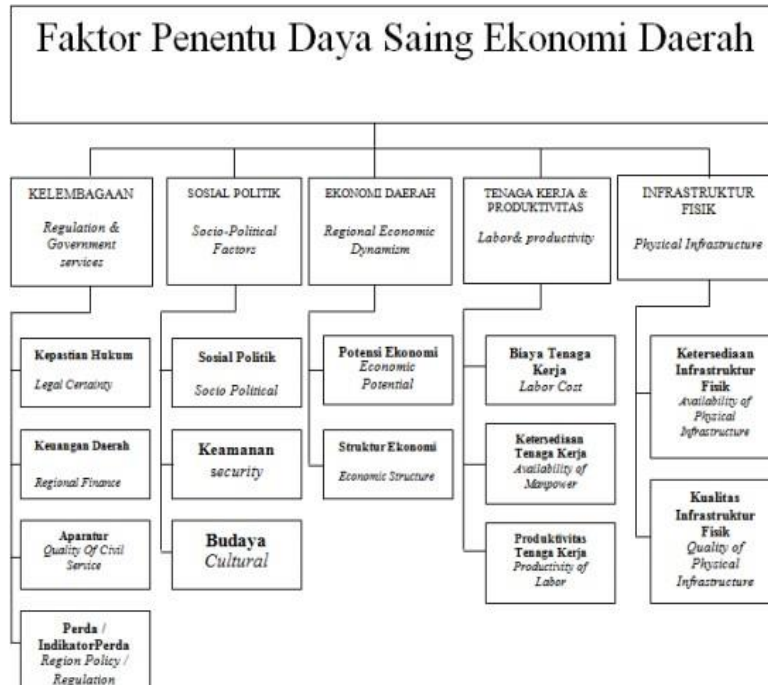 Faktor Penentu Daya Saing Ekonomi Daerah
KELEMBAGAAN
Regulation &
Government
services
Kepastian Hukum
Legal Certainty
Keuangan Daerah
Regional Finance
Aparatur
Quality Of Civil
Service
Perda /
IndikatorPerda
Region Policy /
Regulation
SOSIAL POLITIK
Socio-Political
Factors
Sosial Politik
Socio Political
Keamanan
security
Budaya
Cultural
EKONOMI DAERAH
Regional Economic
Dynamism
Potensi Ekonomi
Economic
Potential
Struktur Ekonomi
Economic Structure
TENAGA KERJA &
PRODUKTIVITAS
Labor& productivity
Biaya Tenaga
Kerja
Labor Cost
Ketersediaan
Tenaga Kerja
Availability of
Manpower
Produktivitas
Tenaga Kerja
Productivity of
Labor
INFRASTRUKTUR
FISIK
Physical Infrastructure
Ketersediaan
Infrastruktur
Fisik
Availability of
Physical
Infrastructure
Kualitas
Infrastruktur
Fisik
Quality of
Physical
Infrastructure